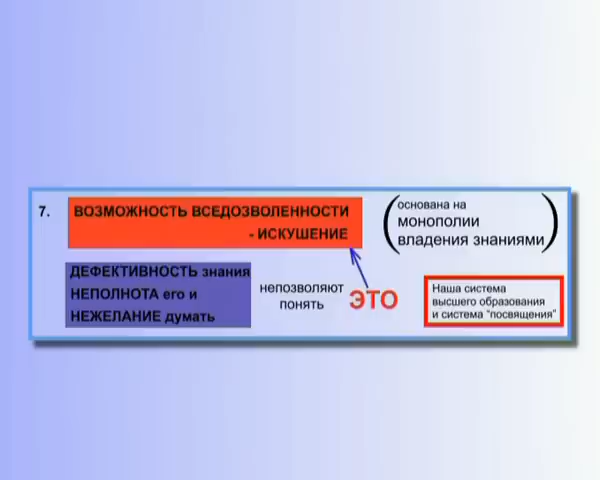 7.
ВОЗМОЖНОСТЬ ВСЕДОЗВОЛЕННОСТИ
- ИСКУШЕНИЕ
(основана на
монополии
владения знаниями)
ДЕФЕКТИВНОСТЬ знания
НЕПОЛНОТА его и
НЕЖЕЛАНИЕ думать
непозволяют
понять
ЭТО
Наша система
высшего образования
и система "посвящения"